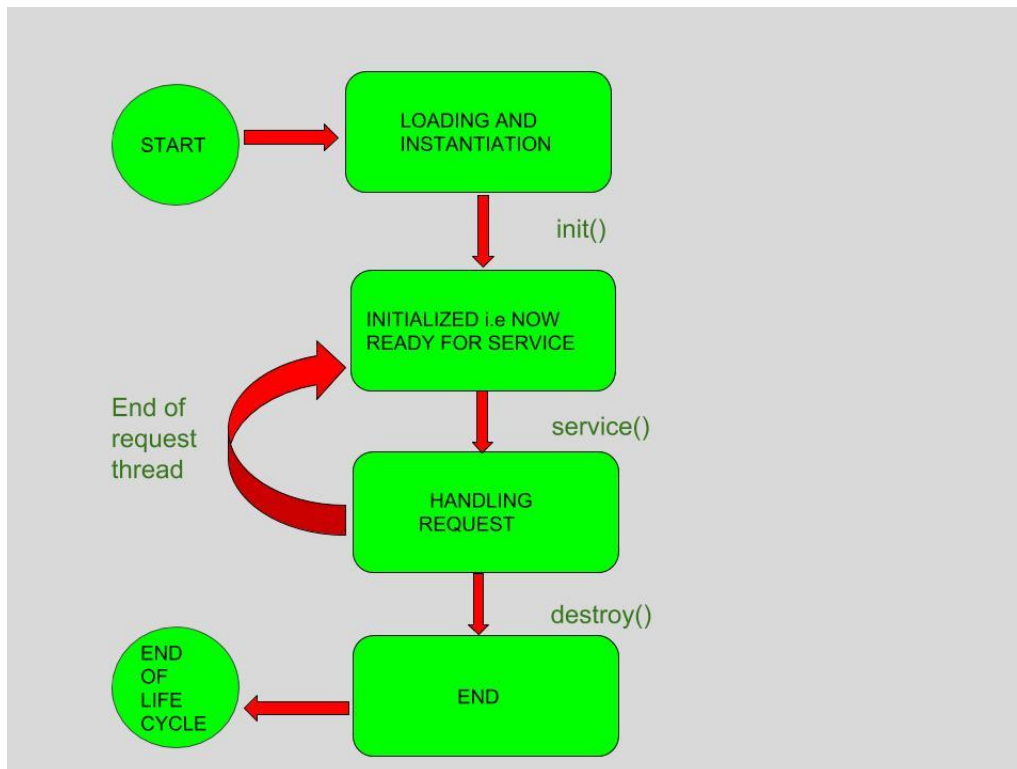 START
LOADING AND
INSTANTIATION
init()
INITIALIZED i.e NOW
READY FOR SERVICE
End of
request
thread
service()
HANDLING
REQUEST
destroy()
END
OF
LIFE
CYCLE
END